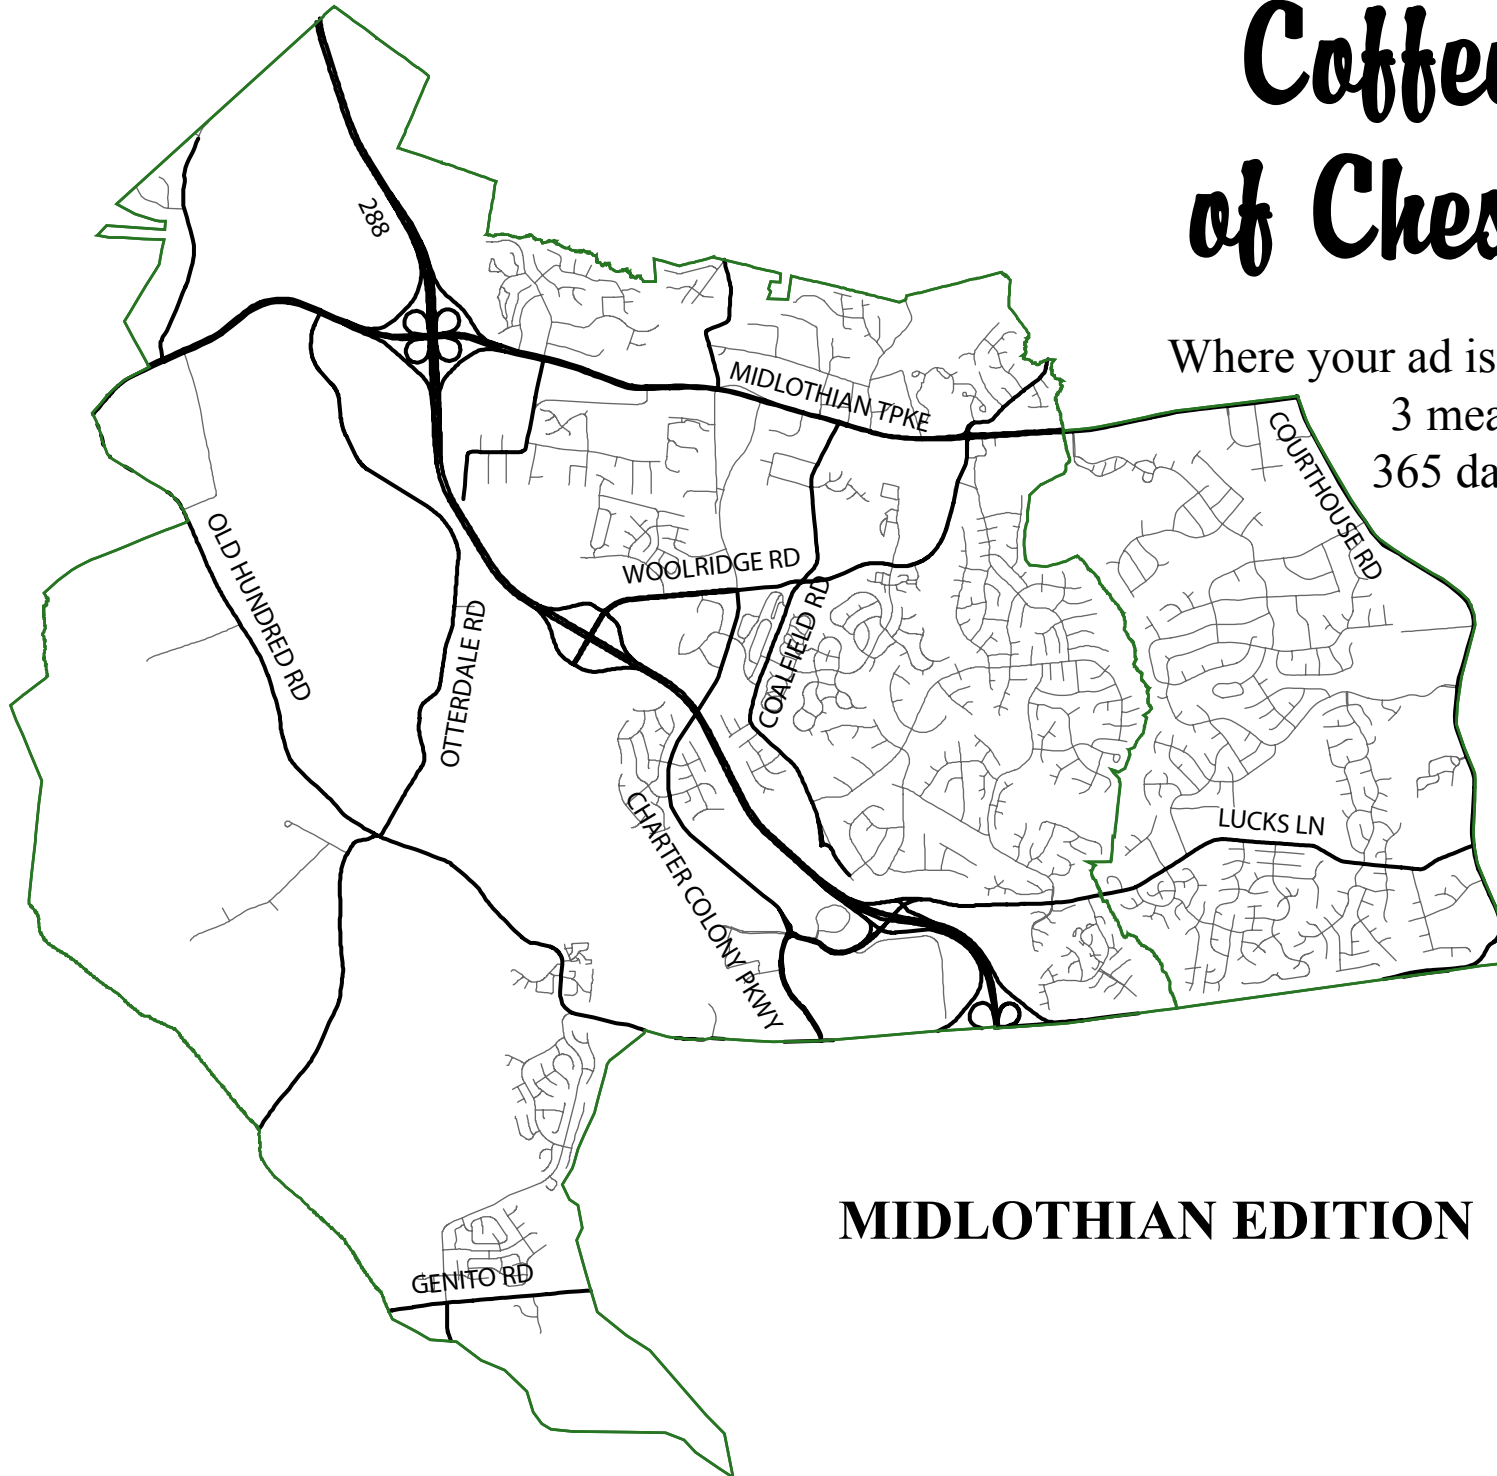 Coffee
of Ches
Where your ad is
3 mea
365 da
288
MIDLOTHIAN TPKE
COURTHOUSE RD
OLD HUNDRED RD
WOOLRIDGE RD
OTTERDALE RD
COALFIELD RD
CHARTER COLONY PKWY
LUCKS LN
MIDLOTHIAN EDITION
GENITO RD